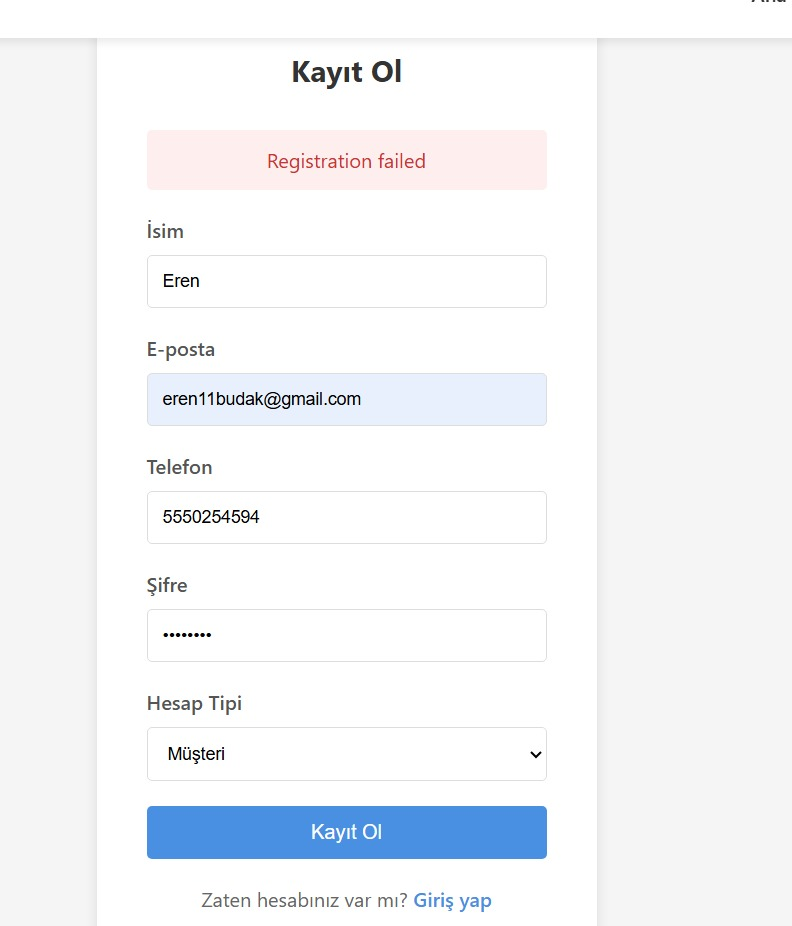 Kayıt Ol
Registration failed
İsim
Eren
E-posta
eren11budak@gmail.com
Telefon
5550254594
Şifre
••••••••
Hesap Tipi
Müşteri
Kayıt Ol
Zaten hesabınız var mı? Giriş yap